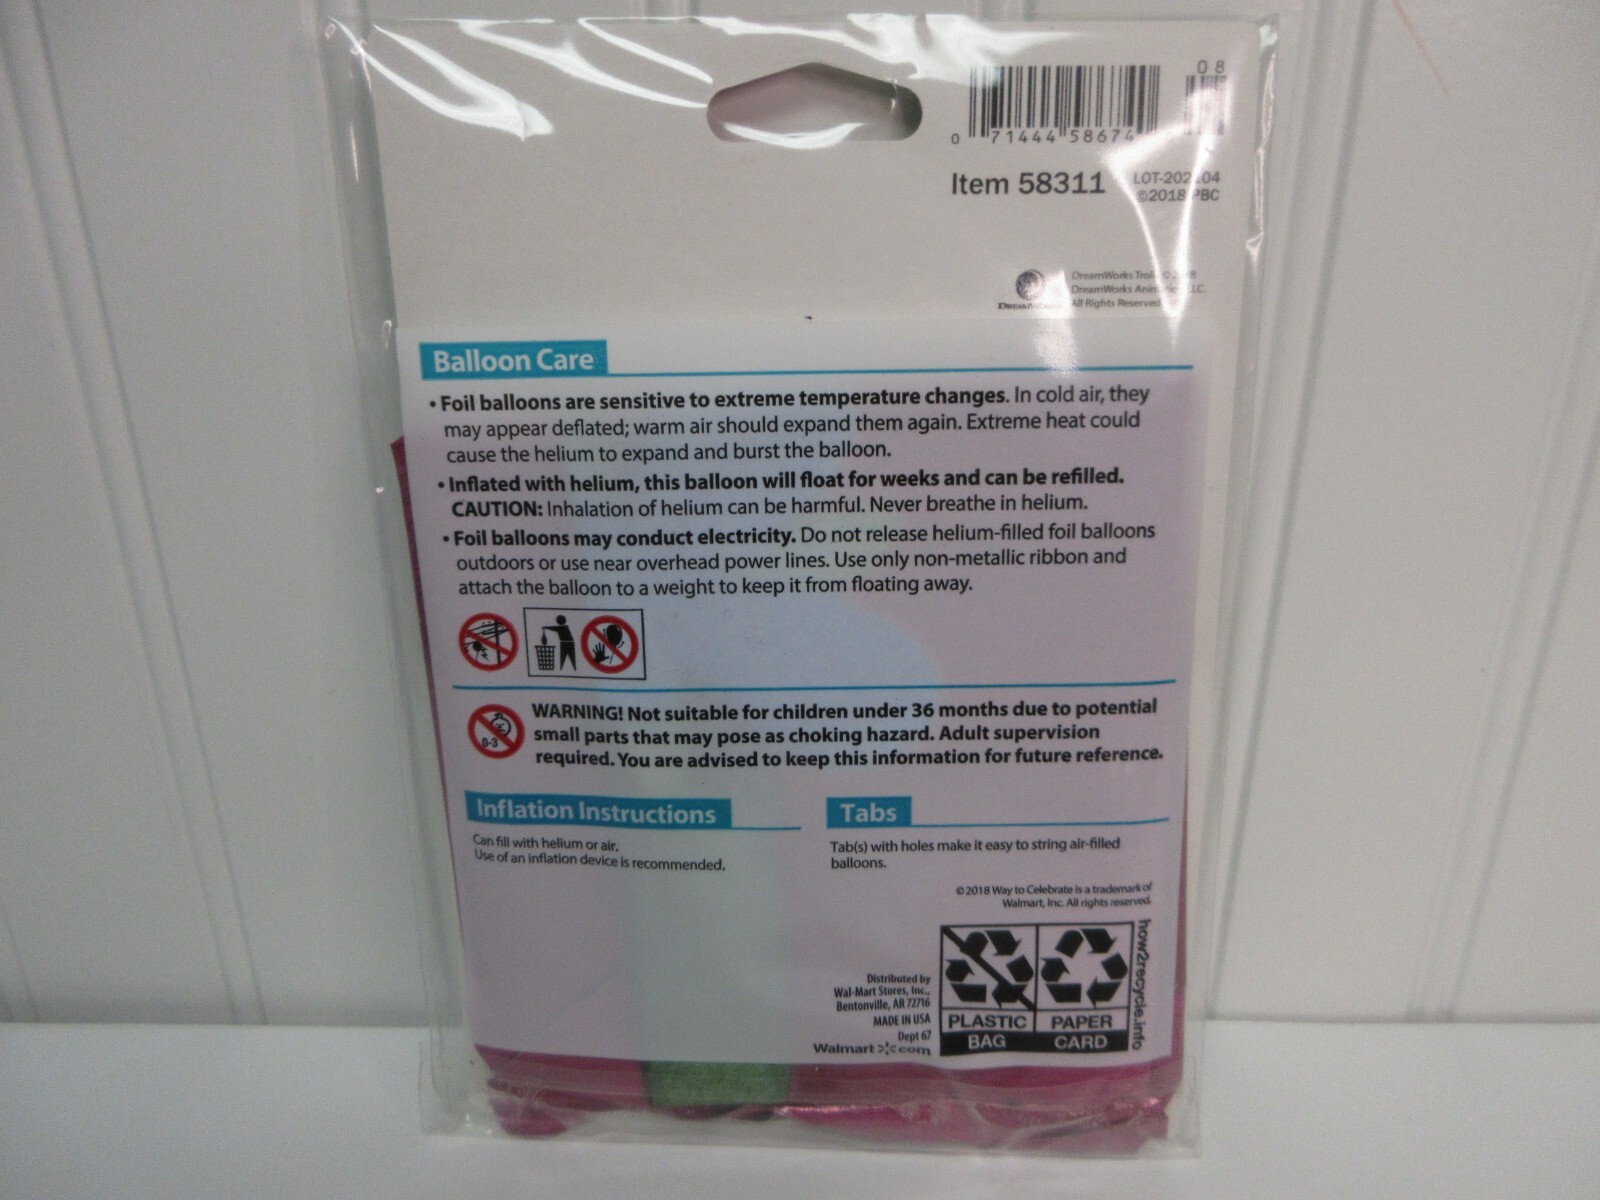 08
0 71444 58674
Item 58311
LOT-202104
©2018 PBC
DreamWorks Trolls © 2018
DreamWorks Animation LLC.
All Rights Reserved.
Balloon Care
• Foil balloons are sensitive to extreme temperature changes. In cold air, they
may appear deflated; warm air should expand them again. Extreme heat could
cause the helium to expand and burst the balloon.
• Inflated with helium, this balloon will float for weeks and can be refilled.
CAUTION: Inhalation of helium can be harmful. Never breathe in helium.
• Foil balloons may conduct electricity. Do not release helium-filled foil balloons
outdoors or use near overhead power lines. Use only non-metallic ribbon and
attach the balloon to a weight to keep it from floating away.
0-3
WARNING! Not suitable for children under 36 months due to potential
small parts that may pose as choking hazard. Adult supervision
required. You are advised to keep this information for future reference.
Inflation Instructions
Can fill with helium or air.
Use of an inflation device is recommended.
Tabs
Tab(s) with holes make it easy to string air-filled
balloons.
© 2018 Way to Celebrate is a trademark of
Walmart, Inc. All rights reserved.
Distributed by
Wal-Mart Stores, Inc.,
Bentonville, AR 72716
MADE IN USA
Dept 67
Walmart com
PLASTIC
BAG
PAPER
CARD
how2recycle.info